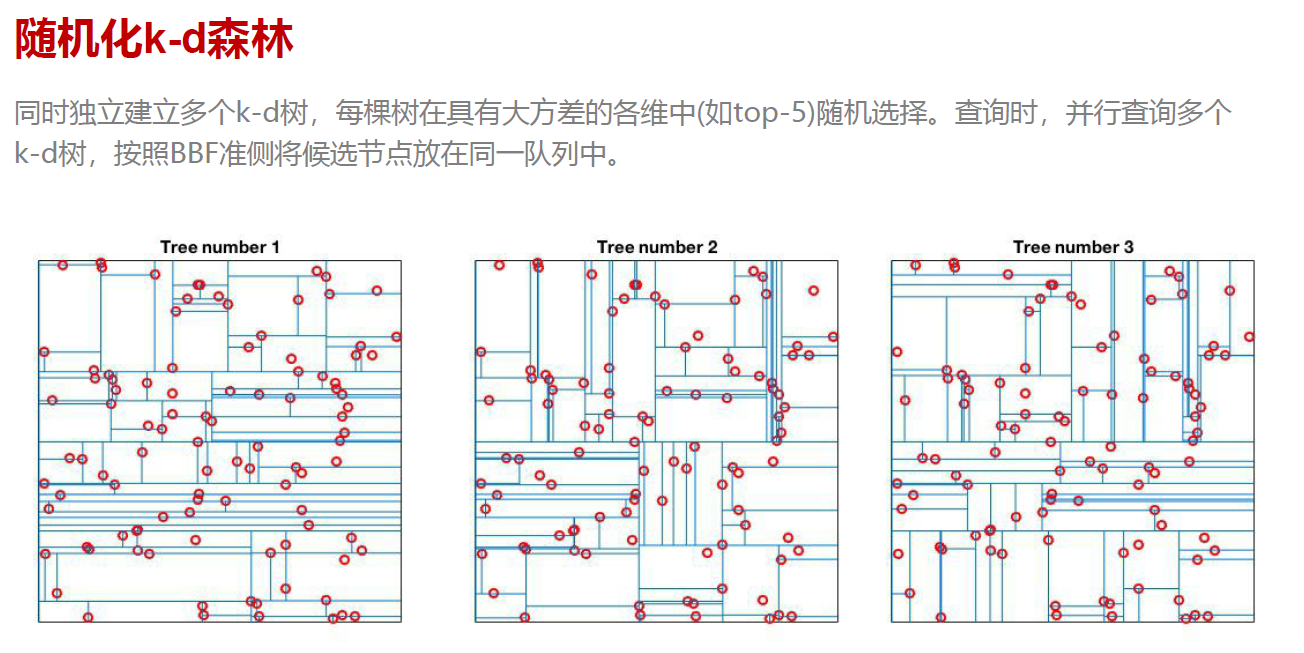 随机化k-d森林
同时独立建立多个k-d树，每棵树在具有大方差的各维中(如top-5)随机选择。查询时，并行查询多个
k-d树，按照BBF准侧将候选节点放在同一队列中。
Tree number 1
Tree number 2
Tree number 3